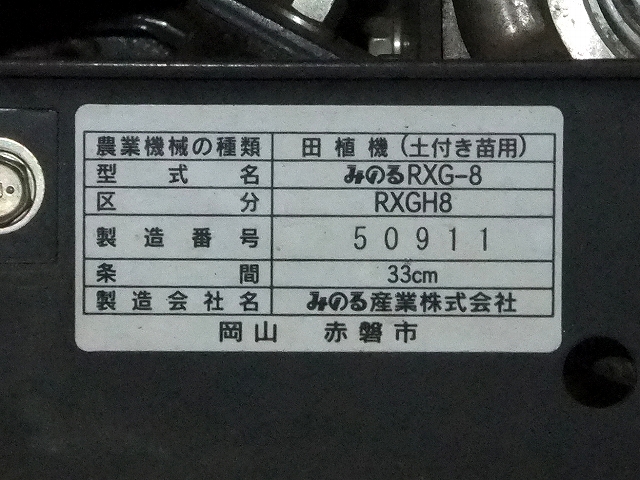 農業機械の種類 田植機(土付き苗用)
型式名 みのるRXG-8
区分 RXGH8
製造番号 50911
条間 33cm
製造会社名 みのる産業株式会社
岡山 赤磐市